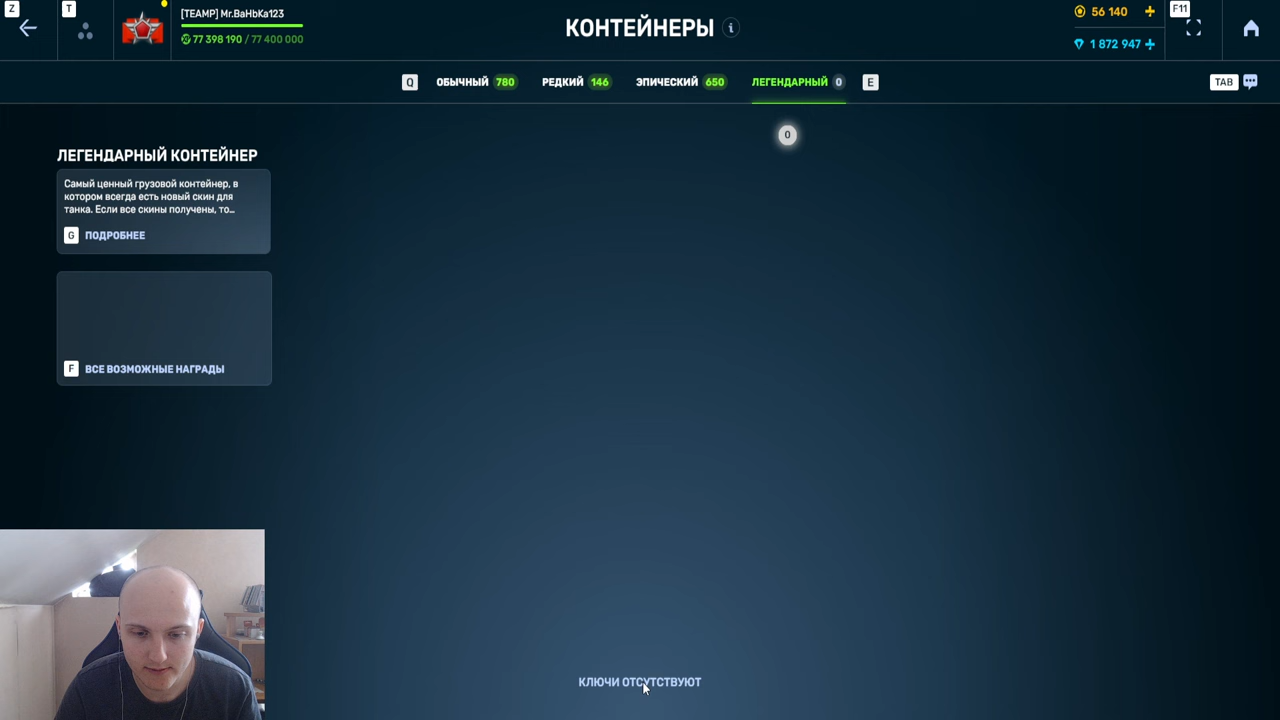 Z
T
[TEAMP] Mr.BaHbKa123
77 398 190 / 77 400 000
КОНТЕЙНЕРЫ i
56 140 +
1 872 947 +
F11
Q ОБЫЧНЫЙ 780 РЕДКИЙ 146 ЭПИЧЕСКИЙ 650 ЛЕГЕНДАРНЫЙ 0 E
TAB
0
ЛЕГЕНДАРНЫЙ КОНТЕЙНЕР
Самый ценный грузовой контейнер, в
котором всегда есть новый скин для
танка. Если все скины получены, то...
G ПОДРОБНЕЕ
F ВСЕ ВОЗМОЖНЫЕ НАГРАДЫ
КЛЮЧИ ОТСУТСТВУЮТ